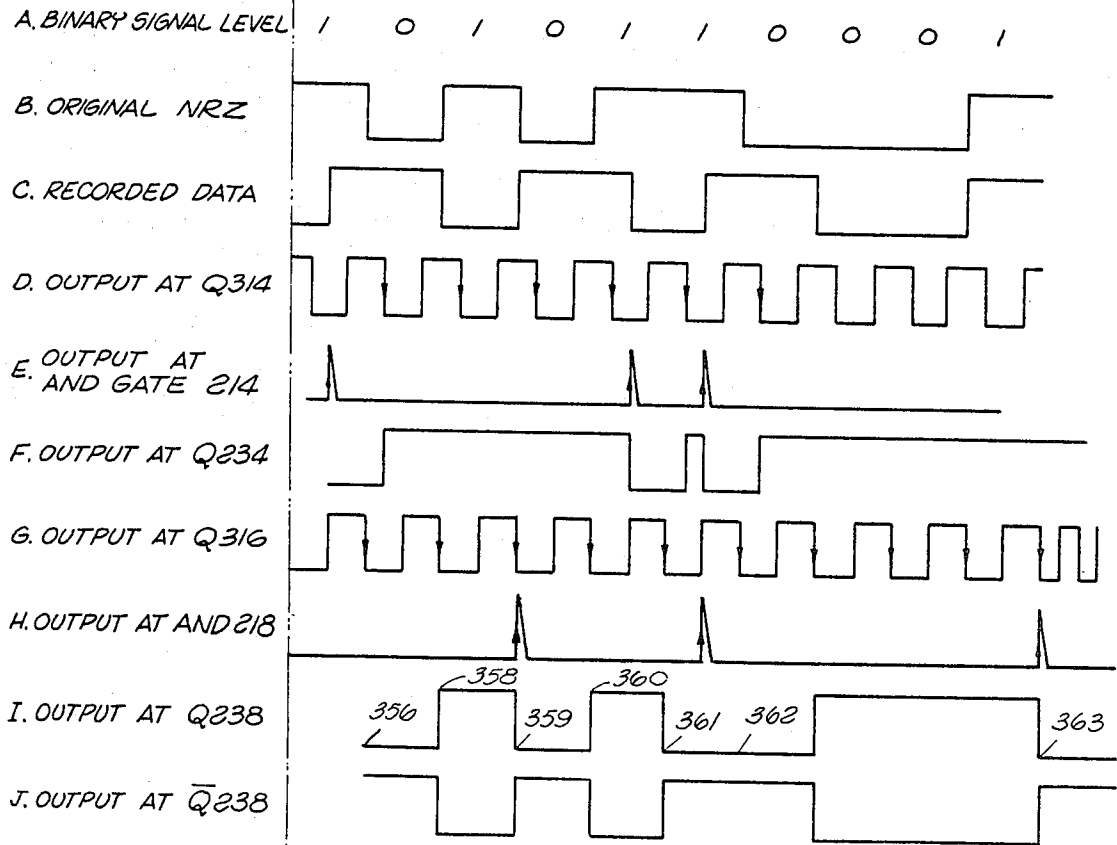 A. BINARY SIGNAL LEVEL 1 0 1 0 1 1 0 0 0 1
B. ORIGINAL NRZ
C. RECORDED DATA
D. OUTPUT AT Q314
E. OUTPUT AT
AND GATE 214
F. OUTPUT AT Q234
G. OUTPUT AT Q316
H. OUTPUT AT AND 218
I. OUTPUT AT Q238 356 358 359 360 361 362 363
J. OUTPUT AT Q̅238